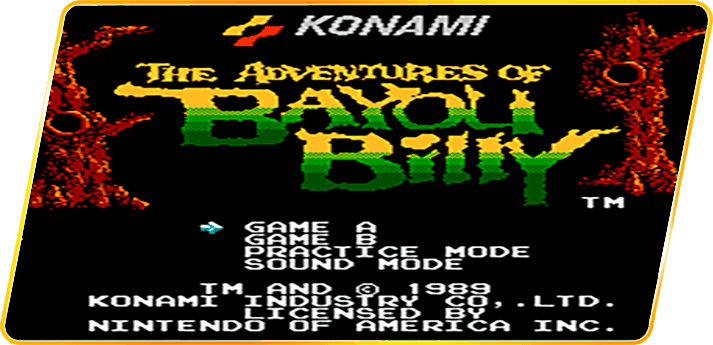 KONAMI
THE ADVENTURES OF
BAYOU
BILLY
TM
GAME A
GAME B
PRACTICE MODE
SOUND MODE
TM AND © 1989
KONAMI INDUSTRY CO,.LTD.
LICENSED BY
NINTENDO OF AMERICA INC.